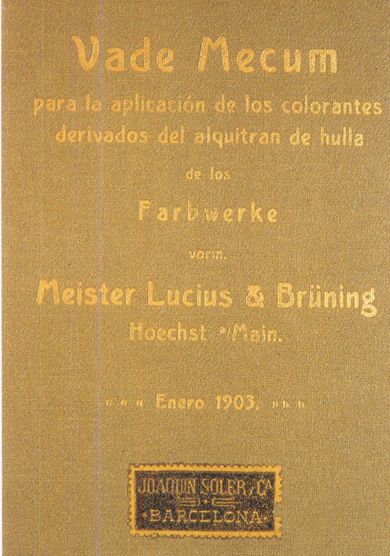 Vade Mecum
para la aplicación de los colorantes
derivados del alquitran de hulla
de los
Farbwerke
vorm.
Meister Lucius & Brüning
Hoechst a/Main.
« « « Enero 1903. » » »
JOAQUIN SOLER y Cª
BARCELONA